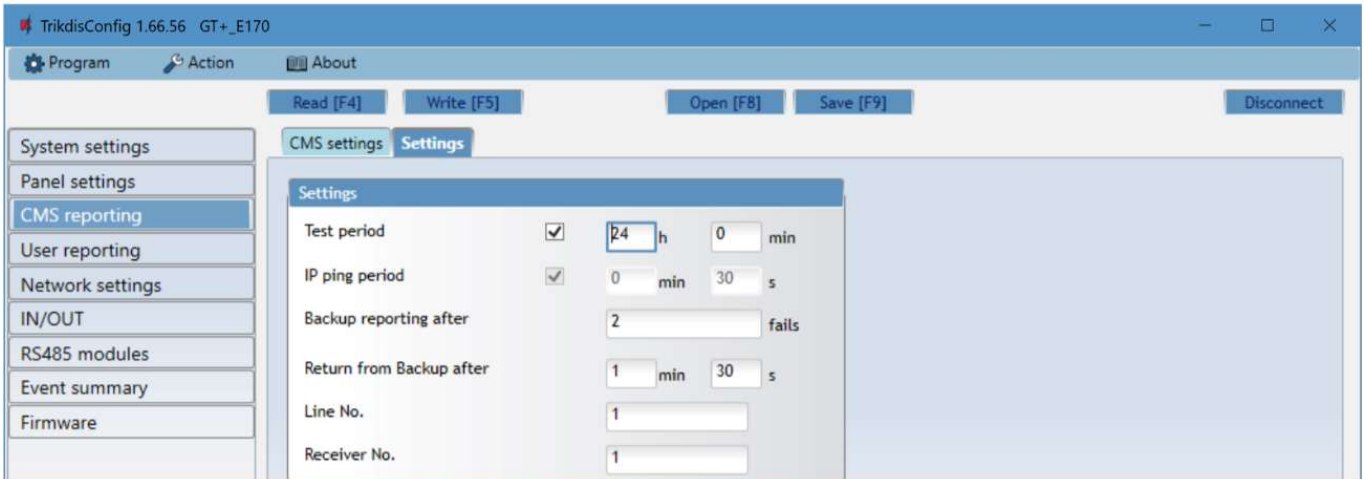 TrikdisConfig 1.66.56 GT+_E170
Program Action About
Read [F4] Write [F5] Open [F8] Save [F9] Disconnect
System settings
Panel settings
CMS reporting
User reporting
Network settings
IN/OUT
RS485 modules
Event summary
Firmware
CMS settings Settings
Settings
Test period 24 h 0 min
IP ping period 0 min 30 s
Backup reporting after 2 fails
Return from Backup after 1 min 30 s
Line No. 1
Receiver No. 1